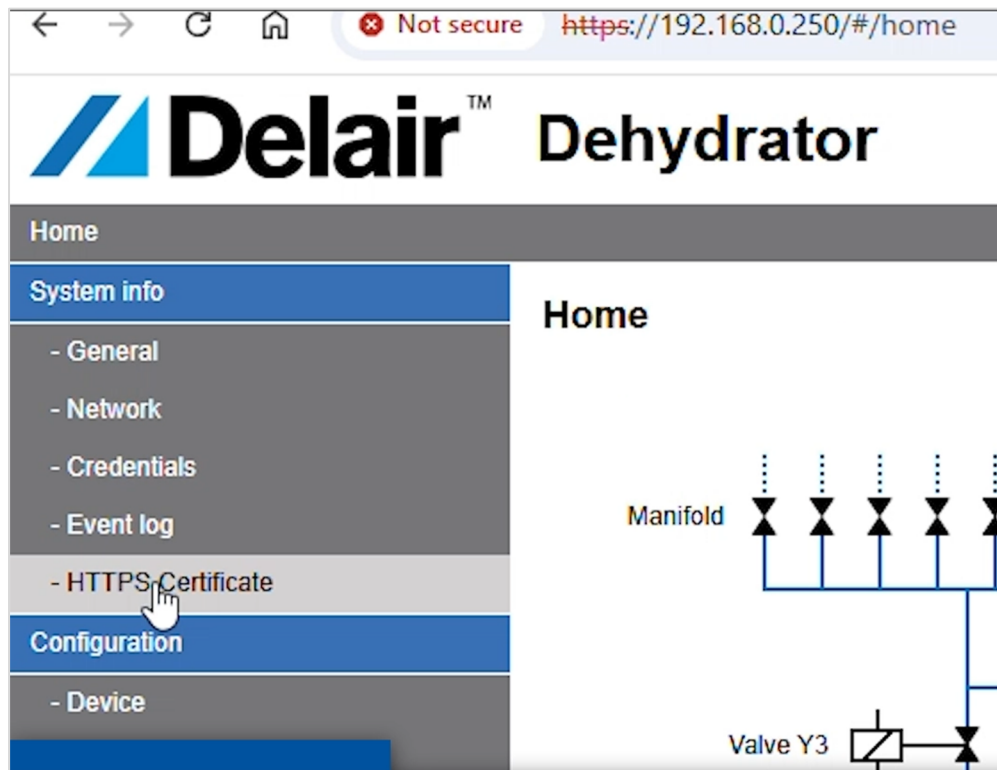 Not secure https://192.168.0.250/#/home
Delair™ Dehydrator
Home
System info
- General
- Network
- Credentials
- Event log
- HTTPS Certificate
Configuration
- Device
Home
Manifold
Valve Y3